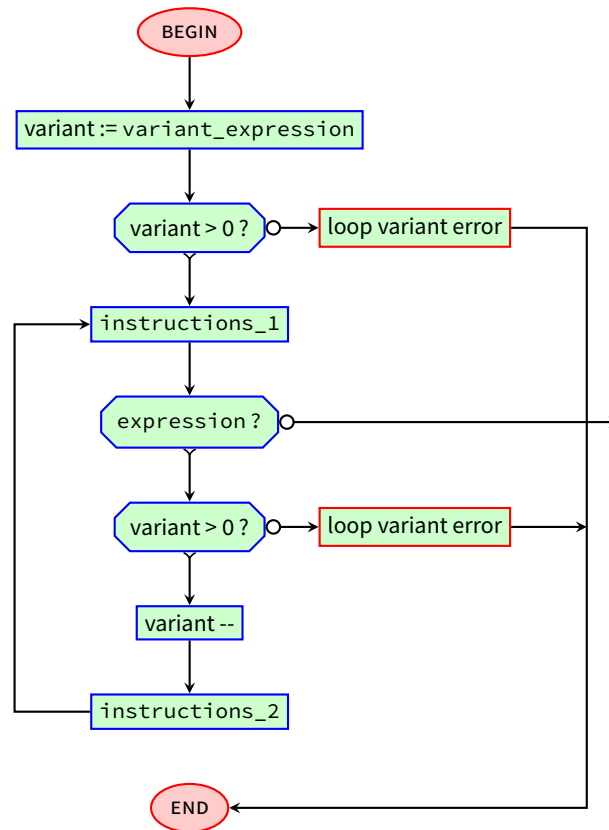 BEGIN
variant := variant_expression
variant > 0 ?
loop variant error
instructions_1
expression ?
variant > 0 ?
loop variant error
variant --
instructions_2
END